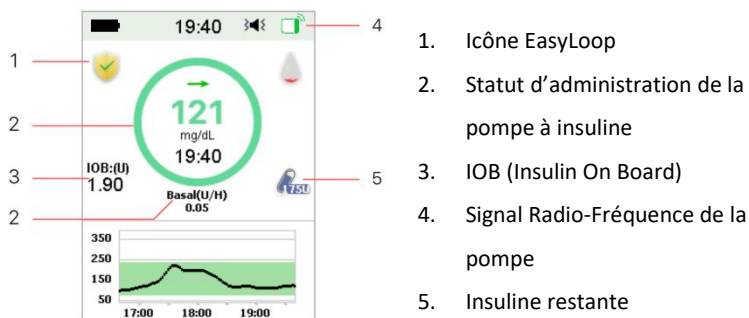 19:40
4
1
121
mg/dL
19:40
2
IOB:(U)
1.90
3
175U
5
Basal(U/H)
0.05
2
350
250
150
50
17:00 18:00 19:00
1. Icône EasyLoop
2. Statut d’administration de la
pompe à insuline
3. IOB (Insulin On Board)
4. Signal Radio-Fréquence de la
pompe
5. Insuline restante